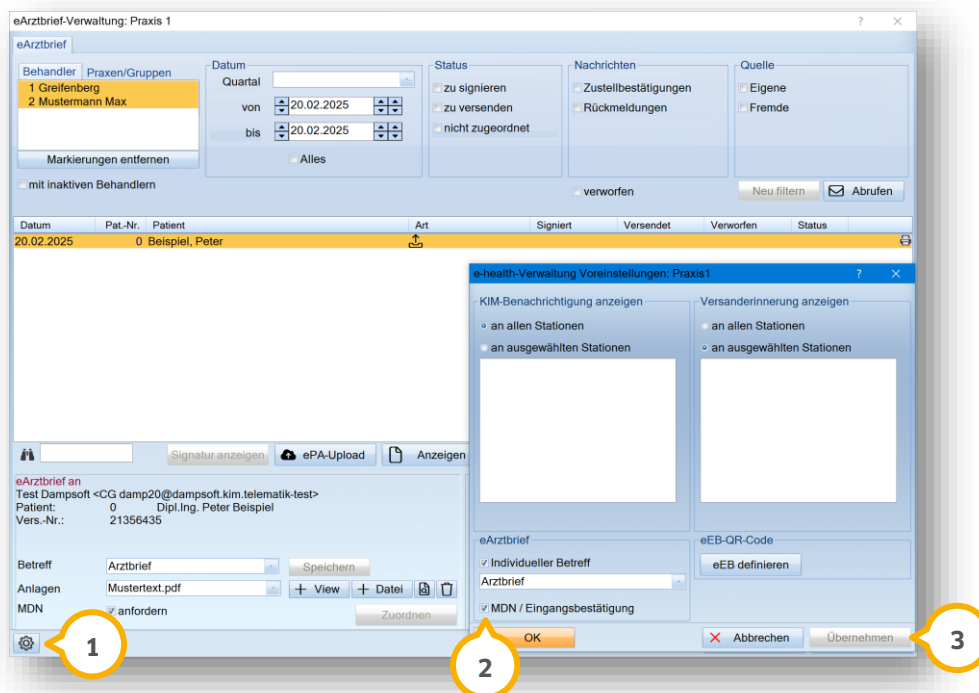 eArztbrief-Verwaltung: Praxis 1
eArztbrief
Behandler Praxen/Gruppen
1 Greifenberg
2 Mustermann Max
Markierungen entfernen
mit inaktiven Behandlern
Datum
Quartal
von 20.02.2025
bis 20.02.2025
Alles
Status
zu signieren
zu versenden
nicht zugeordnet
Nachrichten
Zustellbestätigungen
Rückmeldungen
Quelle
Eigene
Fremde
verworfen
Neu filtern Abrufen
Datum Pat.-Nr. Patient Art Signiert Versendet Verworfen Status
20.02.2025 0 Beispiel, Peter
Signatur anzeigen ePA-Upload Anzeigen
eArztbrief an
Test Dampsoft <CG damp20@dampsoft.kim.telematik-test>
Patient: 0 Dipl.Ing. Peter Beispiel
Vers.-Nr.: 21356435
Betreff Arztbrief Speichern
Anlagen Mustertext.pdf + View + Datei
MDN anfordern
Zuordnen
e-health-Verwaltung Voreinstellungen: Praxis1
KIM-Benachrichtigung anzeigen
an allen Stationen
an ausgewählten Stationen
Versanderinnerung anzeigen
an allen Stationen
an ausgewählten Stationen
eArztbrief
Individueller Betreff
Arztbrief
MDN / Eingangsbestätigung
eEB-QR-Code
eEB definieren
OK Abbrechen Übernehmen
1
2
3